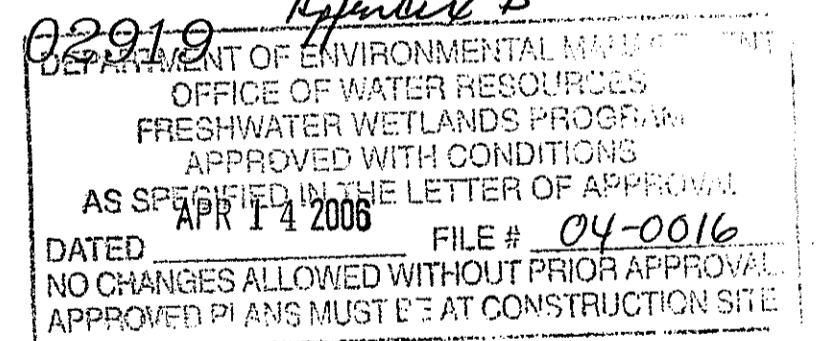 Appendix B
02919
DEPARTMENT OF ENVIRONMENTAL MANAGEMENT
OFFICE OF WATER RESOURCES
FRESHWATER WETLANDS PROGRAM
APPROVED WITH CONDITIONS
AS SPECIFIED IN THE LETTER OF APPROVAL
APR 14 2006
DATED FILE # 04-0016
NO CHANGES ALLOWED WITHOUT PRIOR APPROVAL.
APPROVED PLANS MUST BE AT CONSTRUCTION SITE